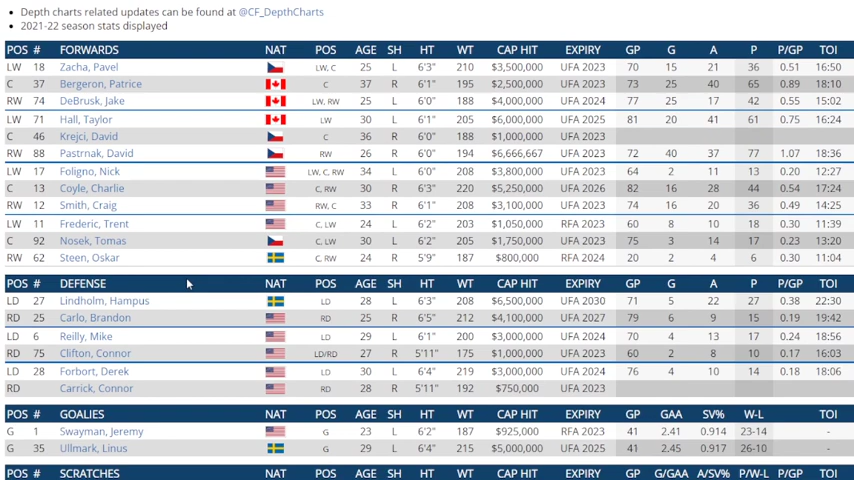 Depth charts related updates can be found at @CF_DepthCharts
2021-22 season stats displayed
POS # FORWARDS NAT POS AGE SH HT WT CAP HIT EXPIRY GP G A P P/GP TOI
LW 18 Zacha, Pavel LW, C 25 L 6'3" 210 $3,500,000 UFA 2023 70 15 21 36 0.51 16:50
C 37 Bergeron, Patrice C 37 R 6'1" 195 $2,500,000 UFA 2023 73 25 40 65 0.89 18:10
RW 74 DeBrusk, Jake LW, RW 25 L 6'0" 188 $4,000,000 UFA 2024 77 25 17 42 0.55 15:02
LW 71 Hall, Taylor LW 30 L 6'1" 205 $6,000,000 UFA 2025 81 20 41 61 0.75 16:24
C 46 Krejci, David C 36 R 6'0" 188 $1,000,000 UFA 2023
RW 88 Pastrnak, David RW 26 R 6'0" 194 $6,666,667 UFA 2023 72 40 37 77 1.07 18:36
LW 17 Foligno, Nick LW, C, RW 34 L 6'0" 208 $3,800,000 UFA 2023 64 2 11 13 0.20 12:27
C 13 Coyle, Charlie C, RW 30 R 6'3" 220 $5,250,000 UFA 2026 82 16 28 44 0.54 17:24
RW 12 Smith, Craig RW, C 33 R 6'1" 208 $3,100,000 UFA 2023 74 16 20 36 0.49 14:25
LW 11 Frederic, Trent C, LW 24 L 6'2" 203 $1,050,000 RFA 2023 60 8 10 18 0.30 11:39
C 92 Nosek, Tomas C, LW 30 L 6'2" 205 $1,750,000 UFA 2023 75 3 14 17 0.23 13:20
RW 62 Steen, Oskar C, RW 24 R 5'9" 187 $800,000 RFA 2024 20 2 4 6 0.30 11:04
POS # DEFENSE NAT POS AGE SH HT WT CAP HIT EXPIRY GP G A P P/GP TOI
LD 27 Lindholm, Hampus LD 28 L 6'3" 208 $6,500,000 UFA 2030 71 5 22 27 0.38 22:30
RD 25 Carlo, Brandon RD 25 R 6'5" 212 $4,100,000 UFA 2027 79 6 9 15 0.19 19:42
LD 6 Reilly, Mike LD 29 L 6'1" 200 $3,000,000 UFA 2024 70 4 13 17 0.24 18:56
RD 75 Clifton, Connor LD/RD 27 R 5'11" 175 $1,000,000 UFA 2023 60 2 8 10 0.17 16:03
LD 28 Forbort, Derek LD 30 L 6'4" 219 $3,000,000 UFA 2024 76 4 10 14 0.18 18:06
RD Carrick, Connor RD 28 R 5'11" 192 $750,000 UFA 2023
POS # GOALIES NAT POS AGE SH HT WT CAP HIT EXPIRY GP GAA SV% W-L TOI
G 1 Swayman, Jeremy G 23 L 6'2" 187 $925,000 RFA 2023 41 2.41 0.914 23-14 -
G 35 Ullmark, Linus G 29 L 6'4" 215 $5,000,000 UFA 2025 41 2.45 0.917 26-10 -
POS # SCRATCHES NAT POS AGE SH HT WT CAP HIT EXPIRY GP G/GAA A/SV% P/W-L P/GP TOI